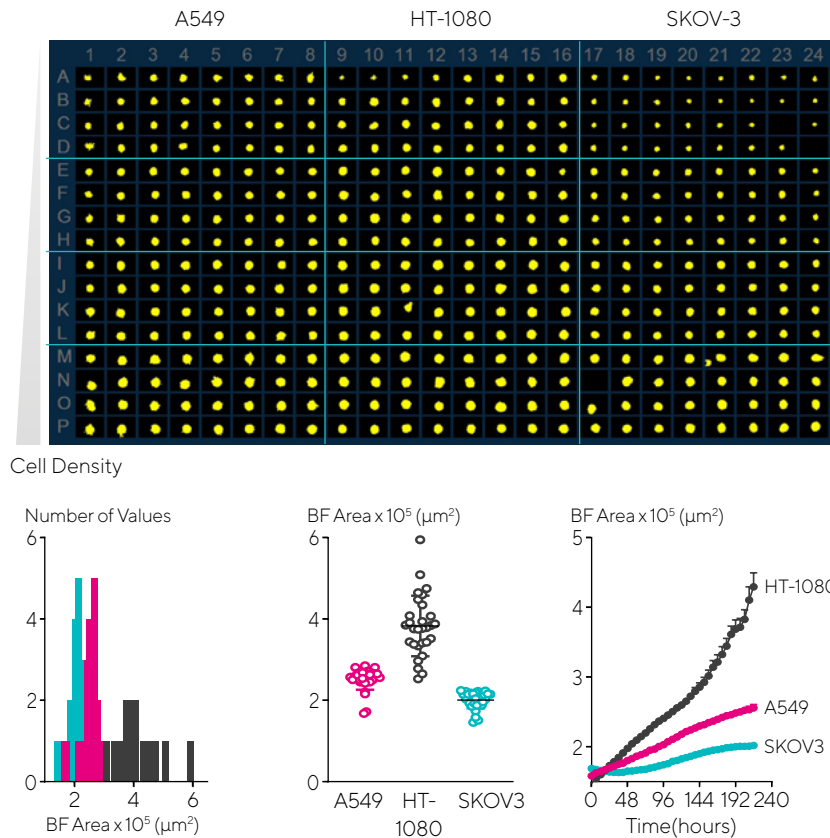 A549 HT-1080 SKOV-3
1 2 3 4 5 6 7 8 9 10 11 12 13 14 15 16 17 18 19 20 21 22 23 24
A
B
C
D
E
F
G
H
I
J
K
L
M
N
O
P
Cell Density
Number of Values
6
4
2
0
2 4 6
BF Area x 10⁵ (µm²)
BF Area x 10⁵ (µm²)
6
4
2
0
A549 HT- SKOV3
1080
BF Area x 10⁵ (µm²)
5
4
3
2
HT-1080
A549
SKOV3
0 48 96 144 192 240
Time(hours)